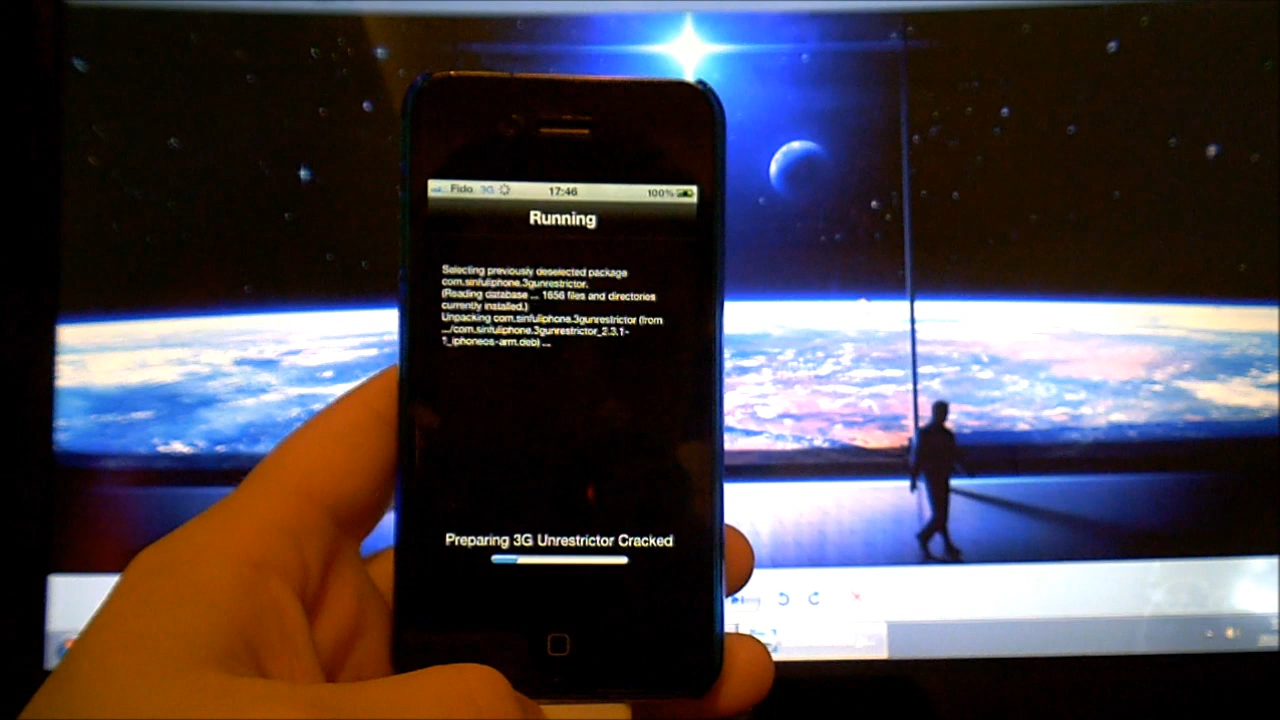 Fido 3G 17:46 100%
Running
Selecting previously deselected package
com.sinfuliphone.3gunrestrictor.
(Reading database ... 1656 files and directories
currently installed.)
Unpacking com.sinfuliphone.3gunrestrictor (from
.../com.sinfuliphone.3gunrestrictor_2.3.1-
1_iphoneos-arm.deb) ...
Preparing 3G Unrestrictor Cracked